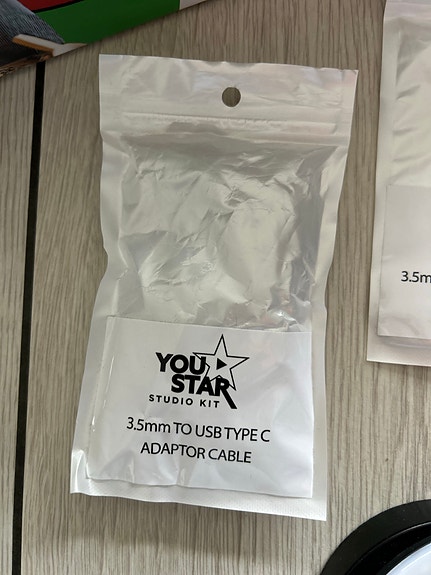 YOU
STAR
STUDIO KIT
3.5mm TO USB TYPE C
ADAPTOR CABLE
3.5m